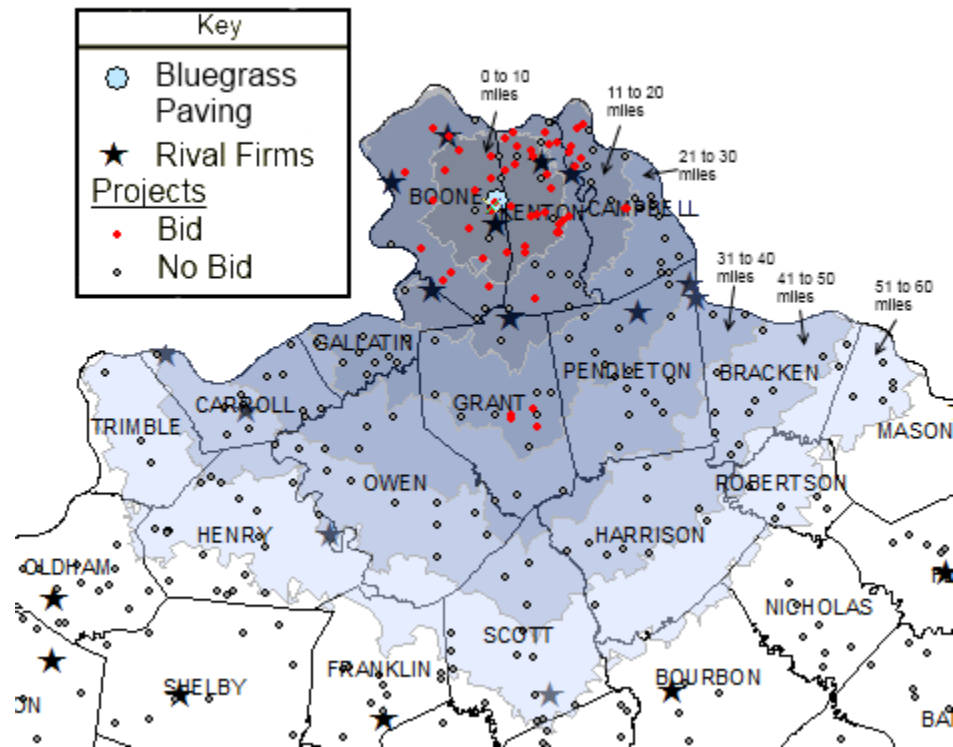 Key
Bluegrass
Paving
Rival Firms
Projects
Bid
No Bid
0 to 10
miles
11 to 20
miles
21 to 30
miles
31 to 40
miles
41 to 50
miles
51 to 60
miles
BOONE
KENTON
CAMPBELL
GALLATIN
CARROLL
TRIMBLE
GRANT
PENDLETON
BRACKEN
MASON
OWEN
ROBERTSON
HENRY
HARRISON
OLDHAM
NICHOLAS
SCOTT
FRANKLIN
BOURBON
SHELBY
ON
BA